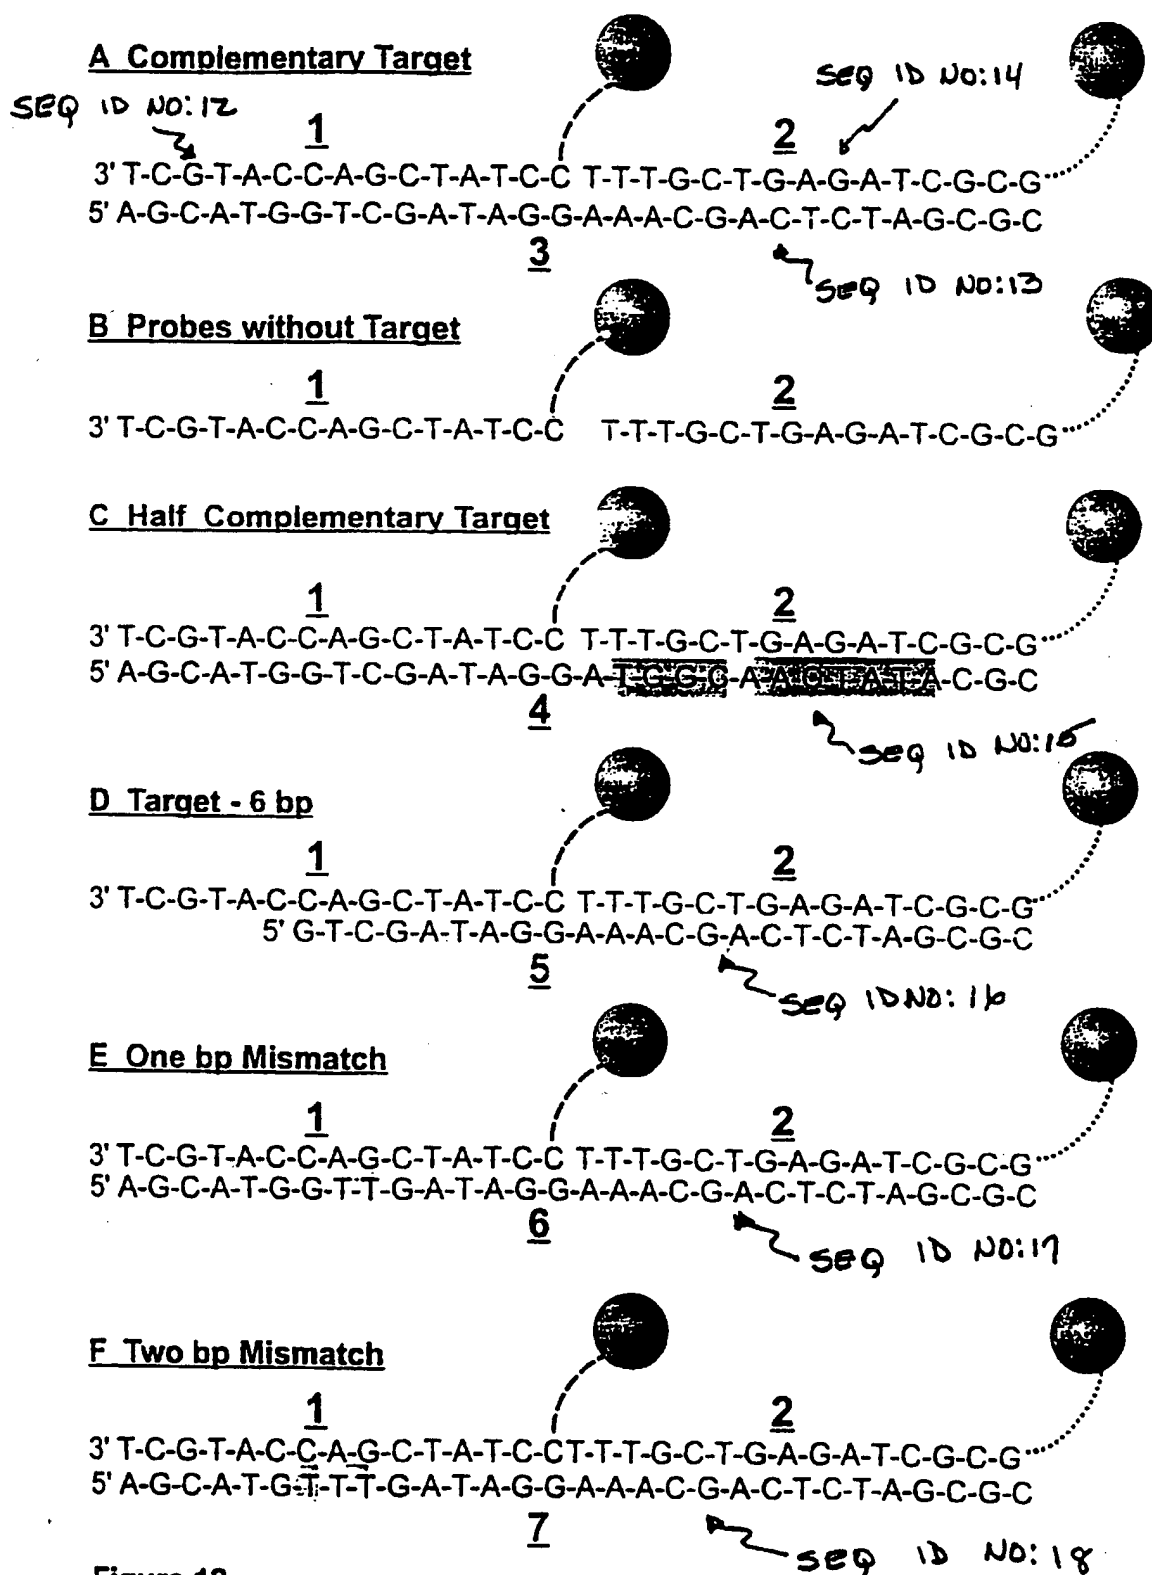 A Complementary Target
SEQ ID NO:12
SEQ ID NO:14
1
2
3' T-C-G-T-A-C-C-A-G-C-T-A-T-C-C T-T-T-G-C-T-G-A-G-A-T-C-G-C-G
5' A-G-C-A-T-G-G-T-C-G-A-T-A-G-G-A-A-A-C-G-A-C-T-C-T-A-G-C-G-C
3
SEQ ID NO:13
B Probes without Target
1
2
3' T-C-G-T-A-C-C-A-G-C-T-A-T-C-C T-T-T-G-C-T-G-A-G-A-T-C-G-C-G
C Half Complementary Target
1
2
3' T-C-G-T-A-C-C-A-G-C-T-A-T-C-C T-T-T-G-C-T-G-A-G-A-T-C-G-C-G
5' A-G-C-A-T-G-G-T-C-G-A-T-A-G-G-A-T-G-G-C-A-A-C-T-A-T-A-C-G-C
4
SEQ ID NO:15
D Target - 6 bp
1
2
3' T-C-G-T-A-C-C-A-G-C-T-A-T-C-C T-T-T-G-C-T-G-A-G-A-T-C-G-C-G
5' G-T-C-G-A-T-A-G-G-A-A-A-C-G-A-C-T-C-T-A-G-C-G-C
5
SEQ ID NO:16
E One bp Mismatch
1
2
3' T-C-G-T-A-C-C-A-G-C-T-A-T-C-C T-T-T-G-C-T-G-A-G-A-T-C-G-C-G
5' A-G-C-A-T-G-G-T-T-G-A-T-A-G-G-A-A-A-C-G-A-C-T-C-T-A-G-C-G-C
6
SEQ ID NO:17
F Two bp Mismatch
1
2
3' T-C-G-T-A-C-C-A-G-C-T-A-T-C-C T-T-T-G-C-T-G-A-G-A-T-C-G-C-G
5' A-G-C-A-T-G-T-T-T-G-A-T-A-G-G-A-A-A-C-G-A-C-T-C-T-A-G-C-G-C
7
SEQ ID NO:18